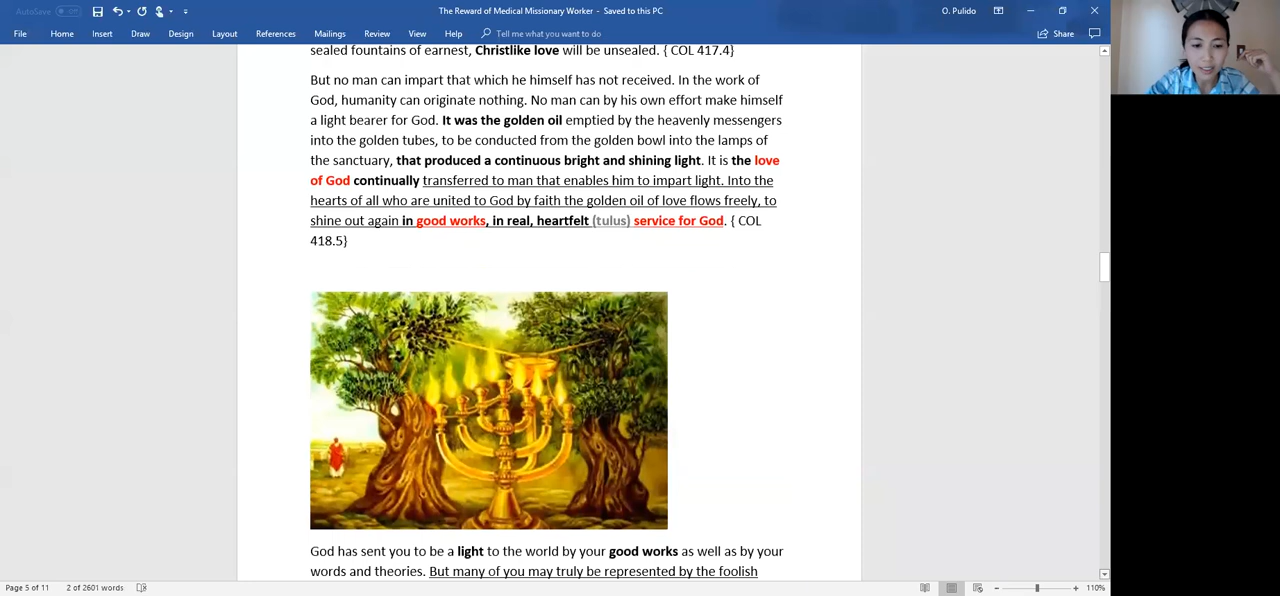 AutoSave Off
The Reward of Medical Missionary Worker - Saved to this PC
O. Pulido
File Home Insert Draw Design Layout References Mailings Review View Help Tell me what you want to do Share
sealed fountains of earnest, Christlike love will be unsealed. { COL 417.4}
But no man can impart that which he himself has not received. In the work of
God, humanity can originate nothing. No man can by his own effort make himself
a light bearer for God. It was the golden oil emptied by the heavenly messengers
into the golden tubes, to be conducted from the golden bowl into the lamps of
the sanctuary, that produced a continuous bright and shining light. It is the love
of God continually transferred to man that enables him to impart light. Into the
hearts of all who are united to God by faith the golden oil of love flows freely, to
shine out again in good works, in real, heartfelt (tulus) service for God. { COL
418.5}
God has sent you to be a light to the world by your good works as well as by your
words and theories. But many of you may truly be represented by the foolish
Page 5 of 11 2 of 2601 words
110%